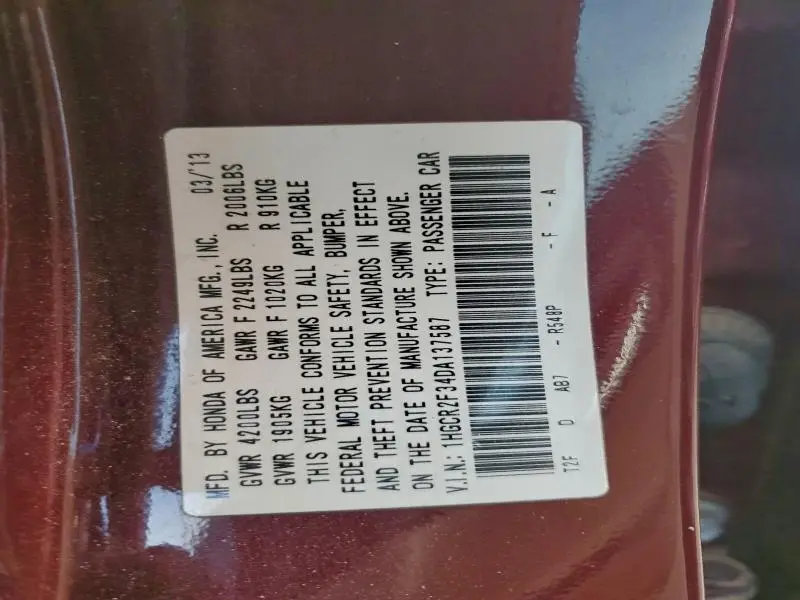 MFD. BY HONDA OF AMERICA MFG., INC. 03/'13
GVWR 4200LBS GAWR F 2249LBS R 2006LBS
GVWR 1905KG GAWR F 1020KG R 910KG
THIS VEHICLE CONFORMS TO ALL APPLICABLE
FEDERAL MOTOR VEHICLE SAFETY, BUMPER,
AND THEFT PREVENTION STANDARDS IN EFFECT
ON THE DATE OF MANUFACTURE SHOWN ABOVE.
V.I.N.: 1HGCR2F34DA137587 TYPE: PASSENGER CAR
T2F D AB7 - R548P - F - A